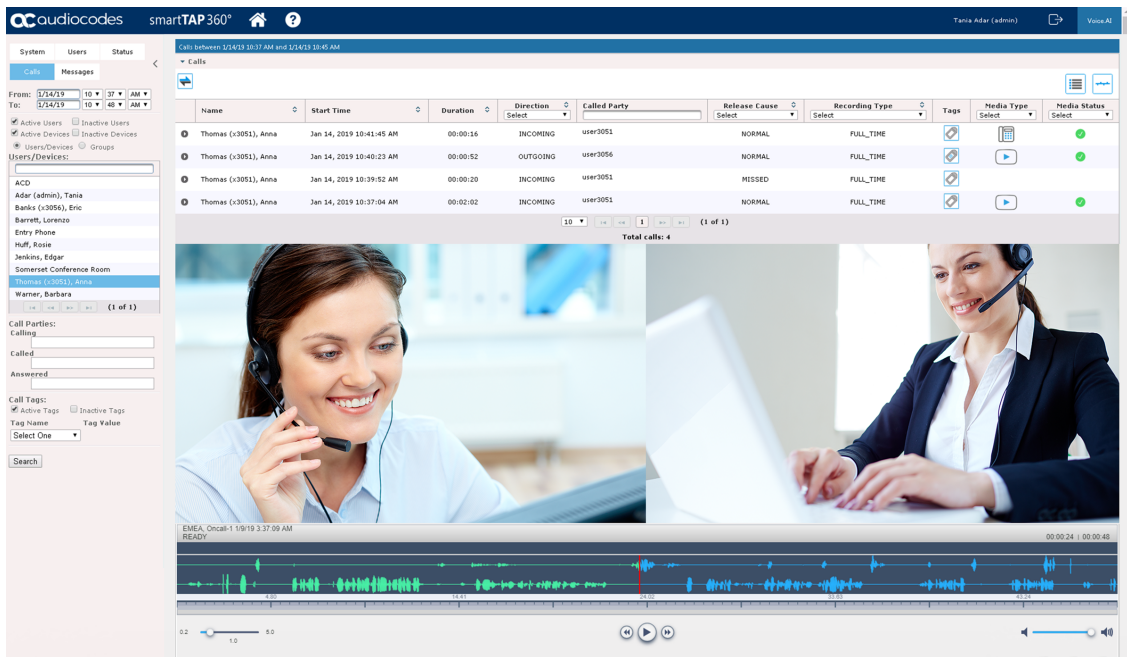 audiocodes smartTAP 360° ? Tania Adar (admin) Voice.AI
System Users Status
Calls Messages
From: 1/14/19 10 37 AM
To: 1/14/19 10 48 AM
Active Users Inactive Users
Active Devices Inactive Devices
Users/Devices Groups
Users/Devices:
ACD
Adar (admin), Tania
Banks (x3056), Eric
Barrett, Lorenzo
Entry Phone
Huff, Rosie
Jenkins, Edgar
Somerset Conference Room
Thomas (x3051), Anna
Warner, Barbara
(1 of 1)
Call Parties:
Calling
Called
Answered
Call Tags:
Active Tags Inactive Tags
Tag Name Tag Value
Select One
Search
Calls between 1/14/19 10:37 AM and 1/14/19 10:45 AM
Calls
Name Start Time Duration Direction Called Party Release Cause Recording Type Tags Media Type Media Status
Select Select Select Select Select
Thomas (x3051), Anna Jan 14, 2019 10:41:45 AM 00:00:16 INCOMING user3051 NORMAL FULL_TIME
Thomas (x3051), Anna Jan 14, 2019 10:40:23 AM 00:00:52 OUTGOING user3056 NORMAL FULL_TIME
Thomas (x3051), Anna Jan 14, 2019 10:39:52 AM 00:00:20 INCOMING user3051 MISSED FULL_TIME
Thomas (x3051), Anna Jan 14, 2019 10:37:04 AM 00:02:02 INCOMING user3051 NORMAL FULL_TIME
10 1 (1 of 1)
Total calls: 4
EMEA, Oncall-1 1/9/19 3:37:09 AM
READY 00:00:24 | 00:00:48
4.80 14.41 24.02 33.63 43.24
0.2 5.0
1.0